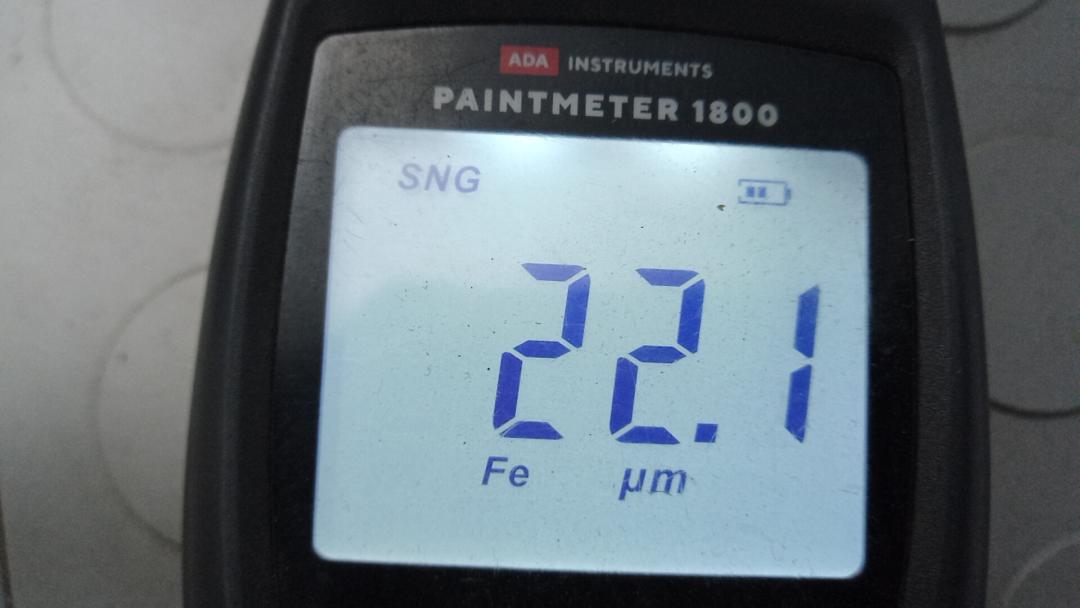 ADA INSTRUMENTS
PAINTMETER 1800
SNG
22.1
Fe µm